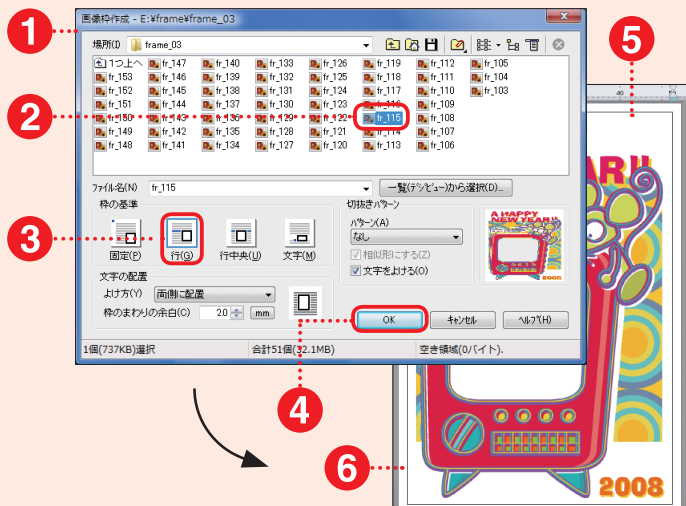 画像枠作成 - E:¥frame¥frame_03
1
場所(I) frame_03
1つ上へ fr_147 fr_140 fr_133 fr_126 fr_119 fr_112 fr_105
fr_153 fr_146 fr_139 fr_132 fr_125 fr_118 fr_111 fr_104
fr_152 fr_145 fr_138 fr_131 fr_124 fr_117 fr_110 fr_103
fr_151 fr_144 fr_137 fr_130 fr_123 fr_116 fr_109
2
fr_150 fr_143 fr_136 fr_129 fr_122 fr_115 fr_108
fr_149 fr_142 fr_135 fr_128 fr_121 fr_114 fr_107
fr_148 fr_141 fr_134 fr_127 fr_120 fr_113 fr_106
ファイル名(N) fr_115 一覧(デンビュー)から選択(D)...
枠の基準
3
固定(P) 行(G) 行中央(U) 文字(M)
切抜きパターン
パターン(A)
なし
相似形にする(Z)
文字をよける(O)
A HAPPY
NEW YEAR!!
2008
文字の配置
よけ方(Y) 両側に配置
枠のまわりの余白(C) 2.0 mm
OK キャンセル ヘルプ(H)
1個(737KB)選択 合計51個(32.1MB) 空き領域(0バイト).
4
5
40
AR!!
6
2008